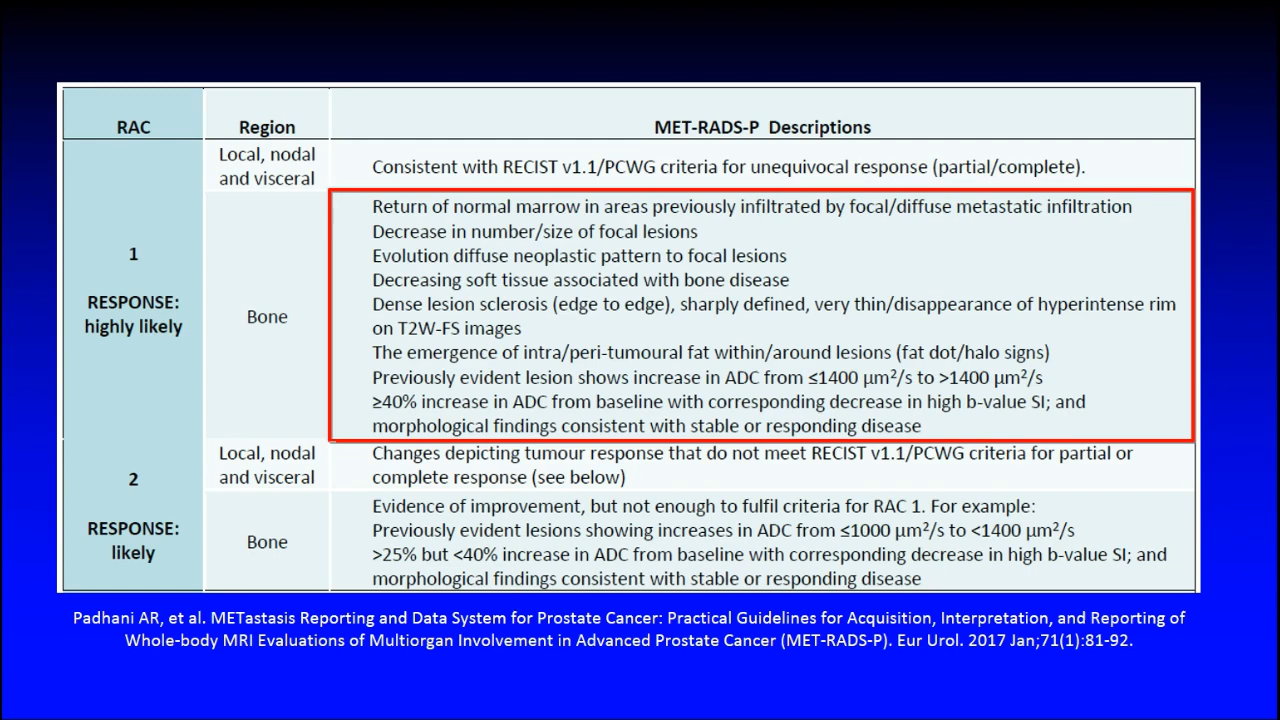 RAC Region MET-RADS-P Descriptions
Local, nodal
and visceral
Consistent with RECIST v1.1/PCWG criteria for unequivocal response (partial/complete).
1
RESPONSE:
highly likely
Bone
Return of normal marrow in areas previously infiltrated by focal/diffuse metastatic infiltration
Decrease in number/size of focal lesions
Evolution diffuse neoplastic pattern to focal lesions
Decreasing soft tissue associated with bone disease
Dense lesion sclerosis (edge to edge), sharply defined, very thin/disappearance of hyperintense rim
on T2W-FS images
The emergence of intra/peri-tumoural fat within/around lesions (fat dot/halo signs)
Previously evident lesion shows increase in ADC from ≤1400 µm²/s to >1400 µm²/s
≥40% increase in ADC from baseline with corresponding decrease in high b-value SI; and
morphological findings consistent with stable or responding disease
2
RESPONSE:
likely
Local, nodal
and visceral
Changes depicting tumour response that do not meet RECIST v1.1/PCWG criteria for partial or
complete response (see below)
Bone
Evidence of improvement, but not enough to fulfil criteria for RAC 1. For example:
Previously evident lesions showing increases in ADC from ≤1000 µm²/s to <1400 µm²/s
>25% but <40% increase in ADC from baseline with corresponding decrease in high b-value SI; and
morphological findings consistent with stable or responding disease
Padhani AR, et al. METastasis Reporting and Data System for Prostate Cancer: Practical Guidelines for Acquisition, Interpretation, and Reporting of
Whole-body MRI Evaluations of Multiorgan Involvement in Advanced Prostate Cancer (MET-RADS-P). Eur Urol. 2017 Jan;71(1):81-92.